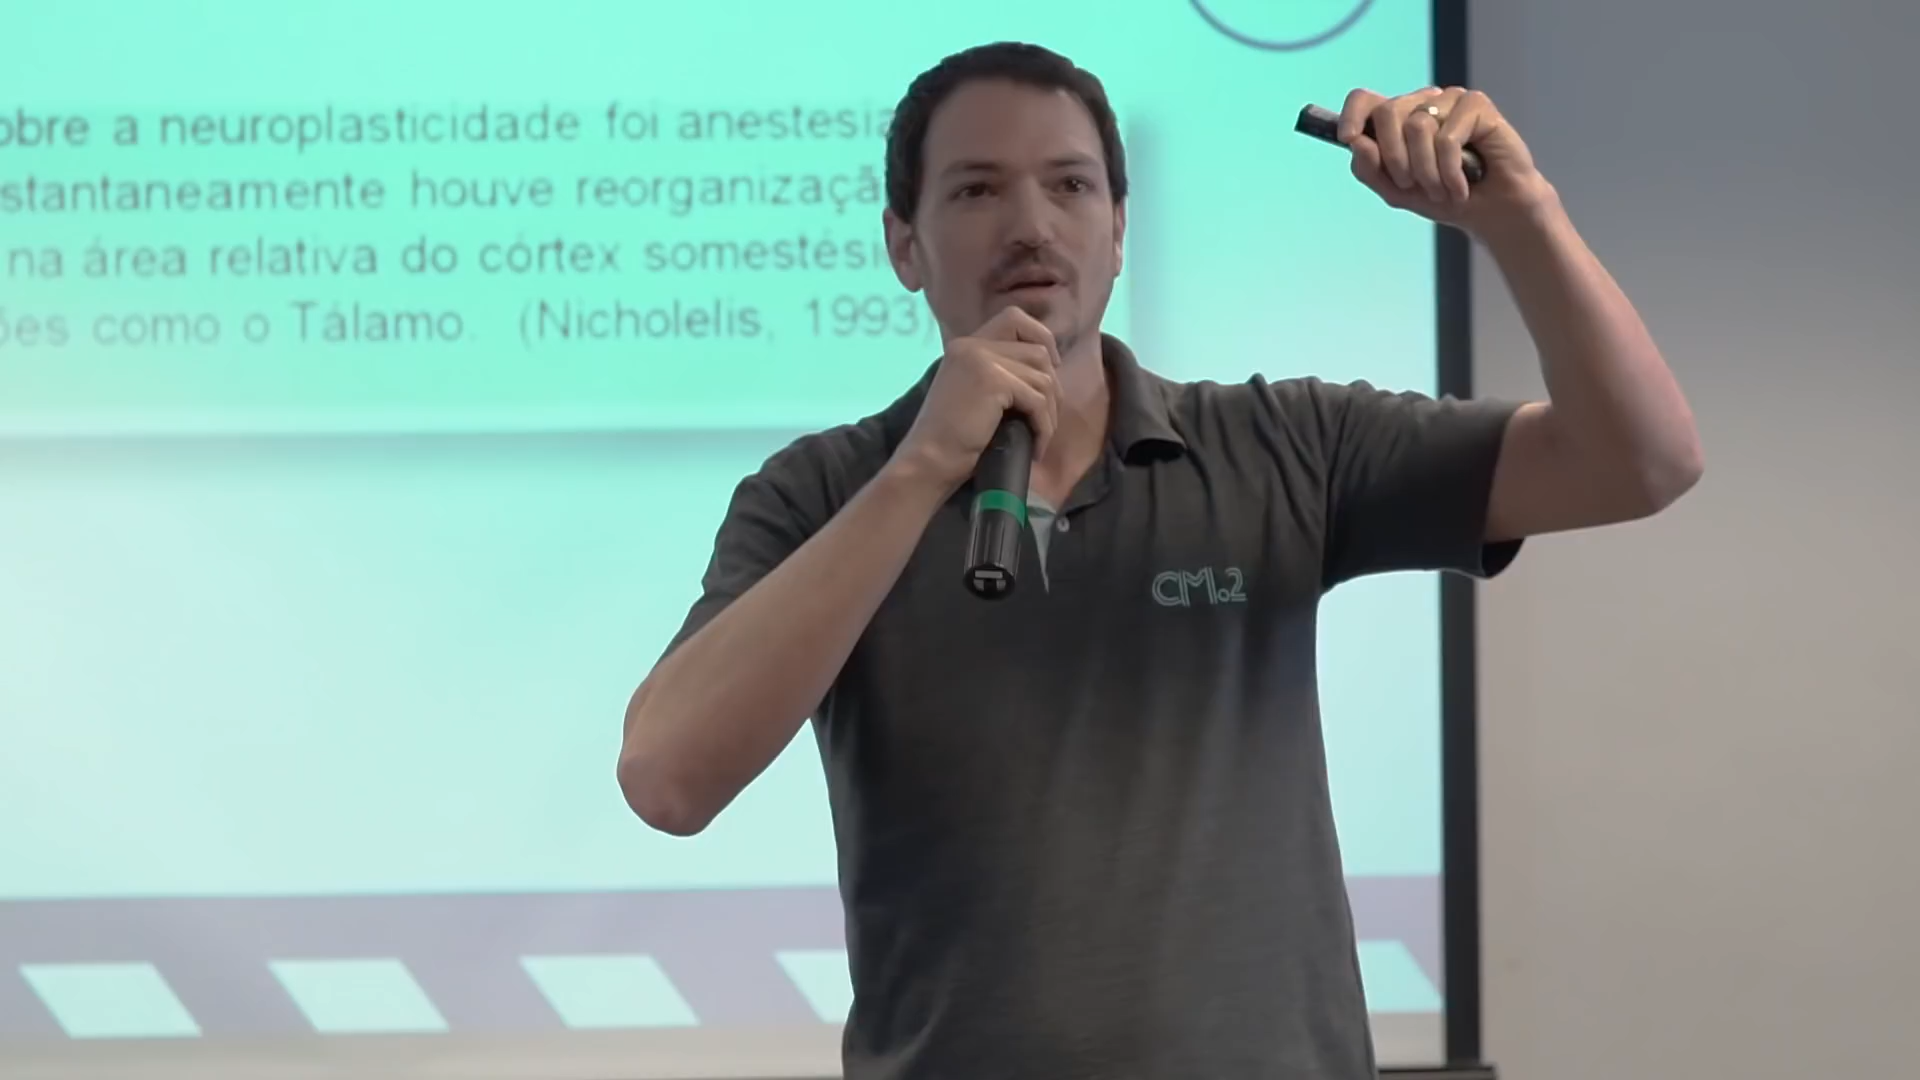 obre a neuroplasticidade foi anestesia
stantaneamente houve reorganizaçã
na área relativa do córtex somestési
ões como o Tálamo. (Nicholelis, 1993)
CM.2